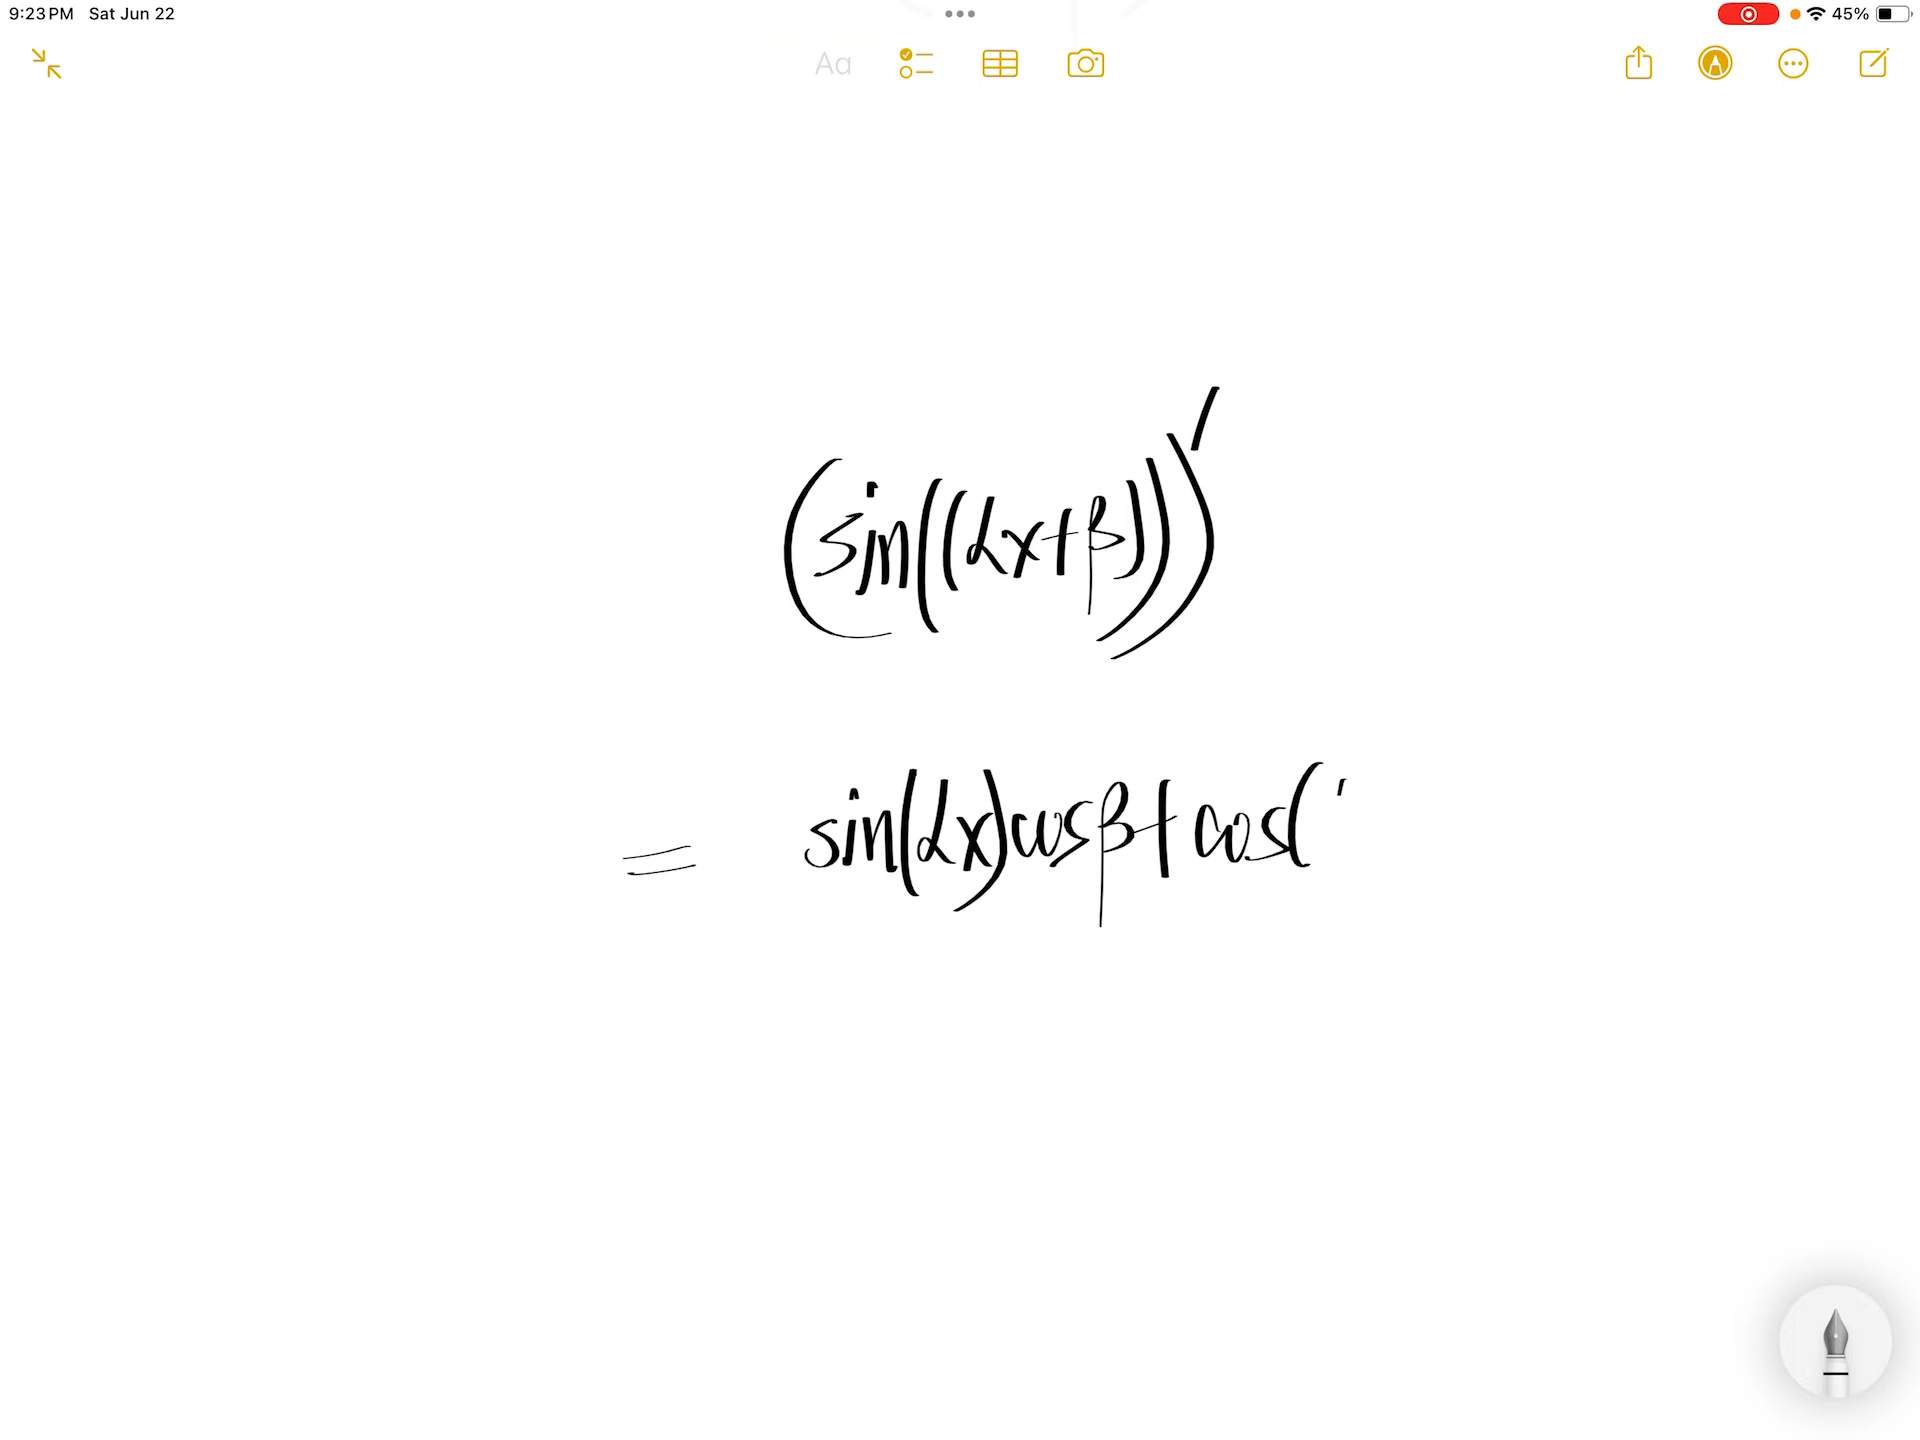 9:23 PM Sat Jun 22
45%
Aa
(sin((αx+β)))′
= sin(αx)cosβ+cos(